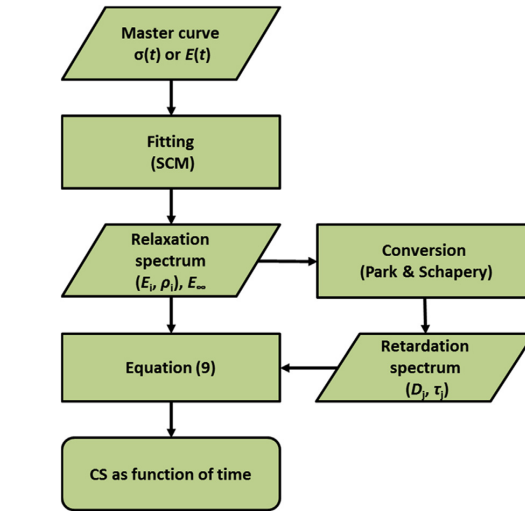 Master curve
σ(t) or E(t)
Fitting
(SCM)
Relaxation
spectrum
(Eᵢ, ρᵢ), E∞
Conversion
(Park & Schapery)
Retardation
spectrum
(Dⱼ, τⱼ)
Equation (9)
CS as function of time